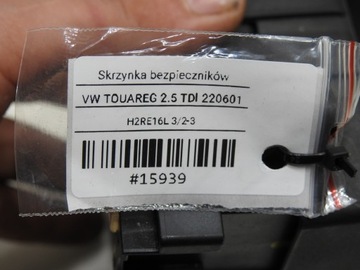 Skrzynka bezpieczników
VW TOUAREG 2.5 TDI 220601
H2RE16L 3/2-3
#15939